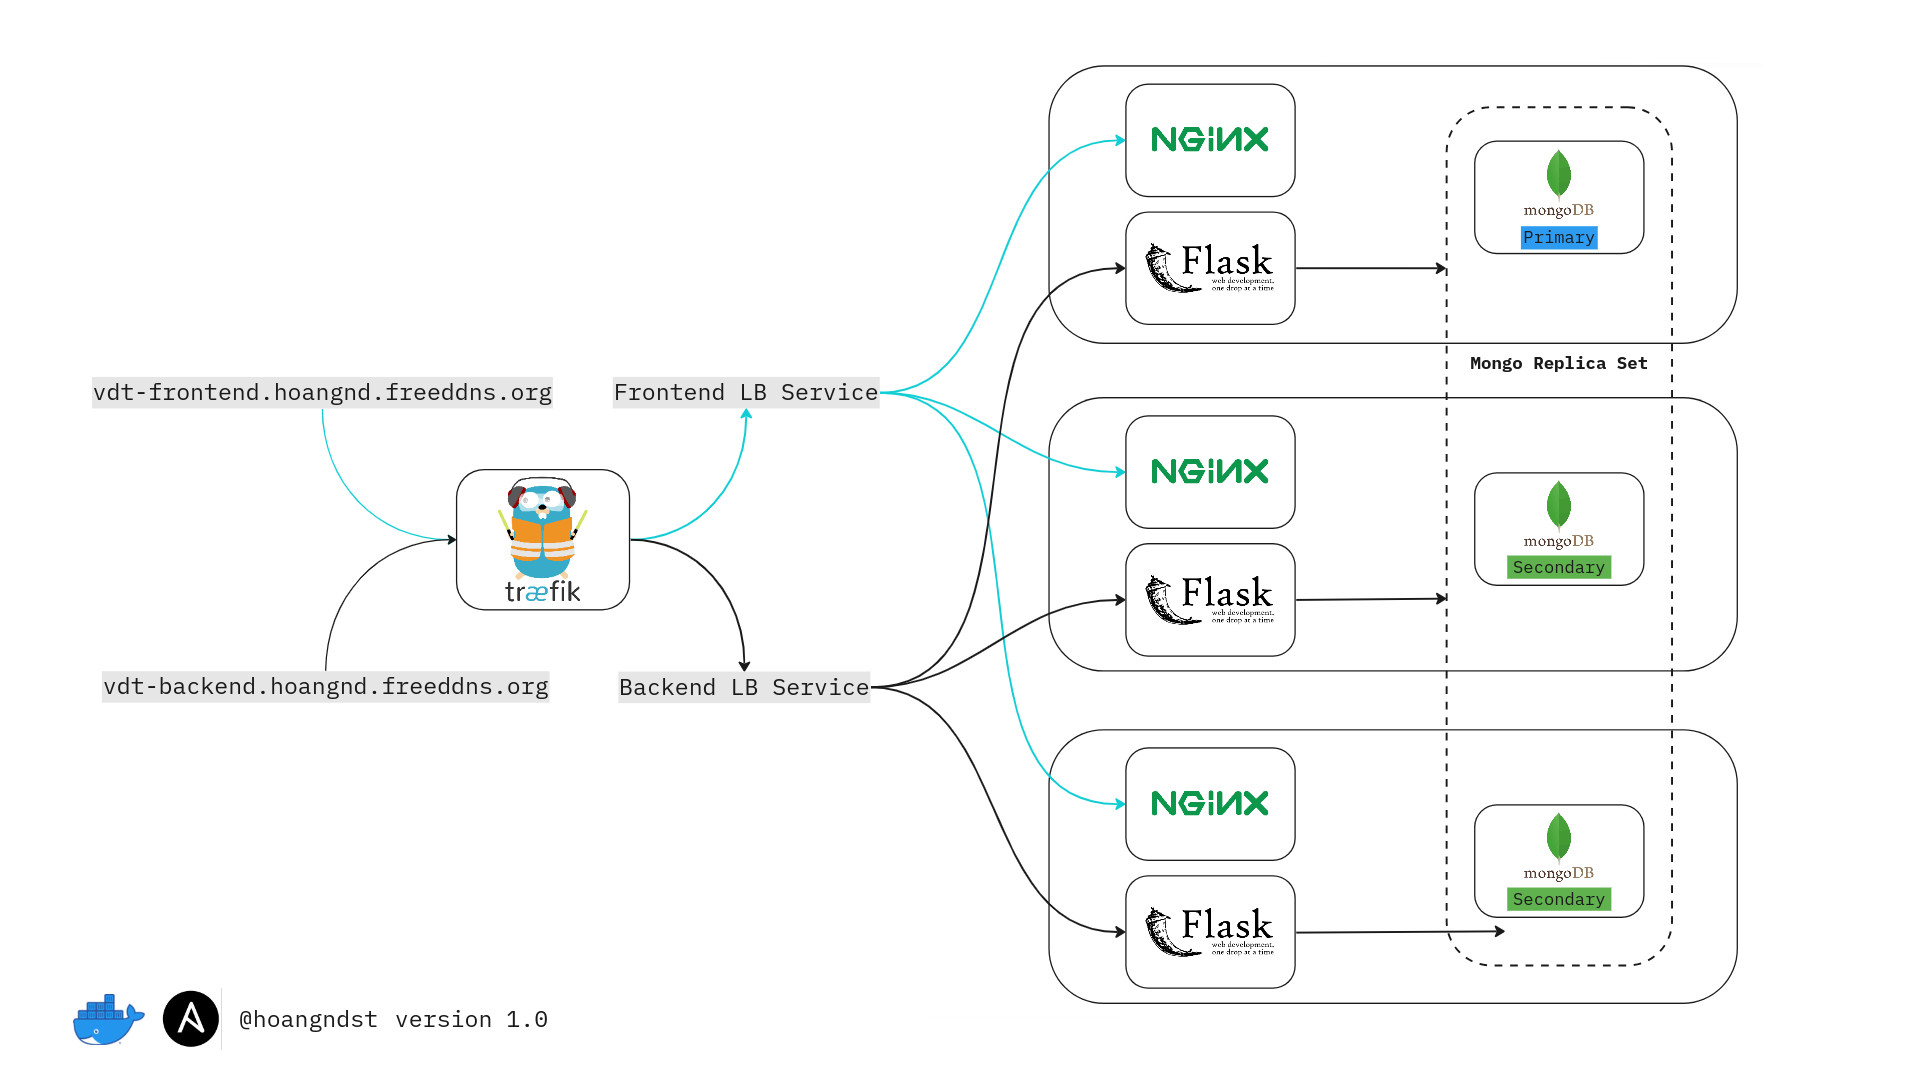 NGINX
mongoDB
Primary
Flask
web development,
one drop at a time
Mongo Replica Set
vdt-frontend.hoangnd.freeddns.org
Frontend LB Service
NGINX
mongoDB
Secondary
træfik
Flask
web development,
one drop at a time
vdt-backend.hoangnd.freeddns.org
Backend LB Service
NGINX
mongoDB
Secondary
Flask
web development,
one drop at a time
@hoangndst version 1.0